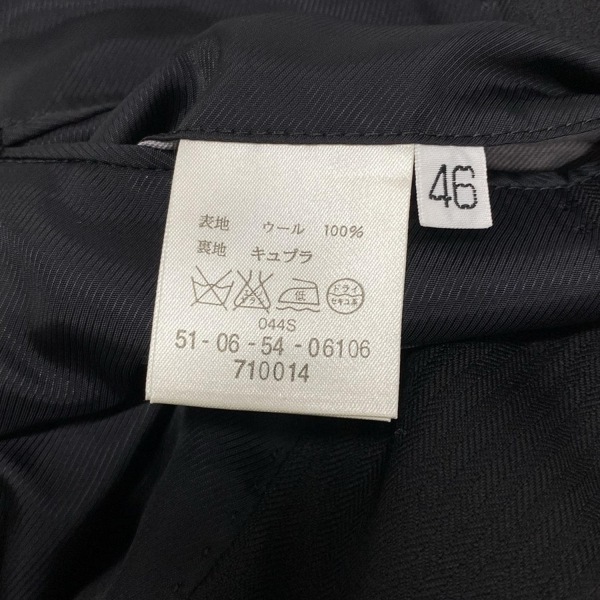 表地 ウール 100%
裏地 キュプラ
低 ドライ セキユ系
044S
51-06-54-06106
710014
46